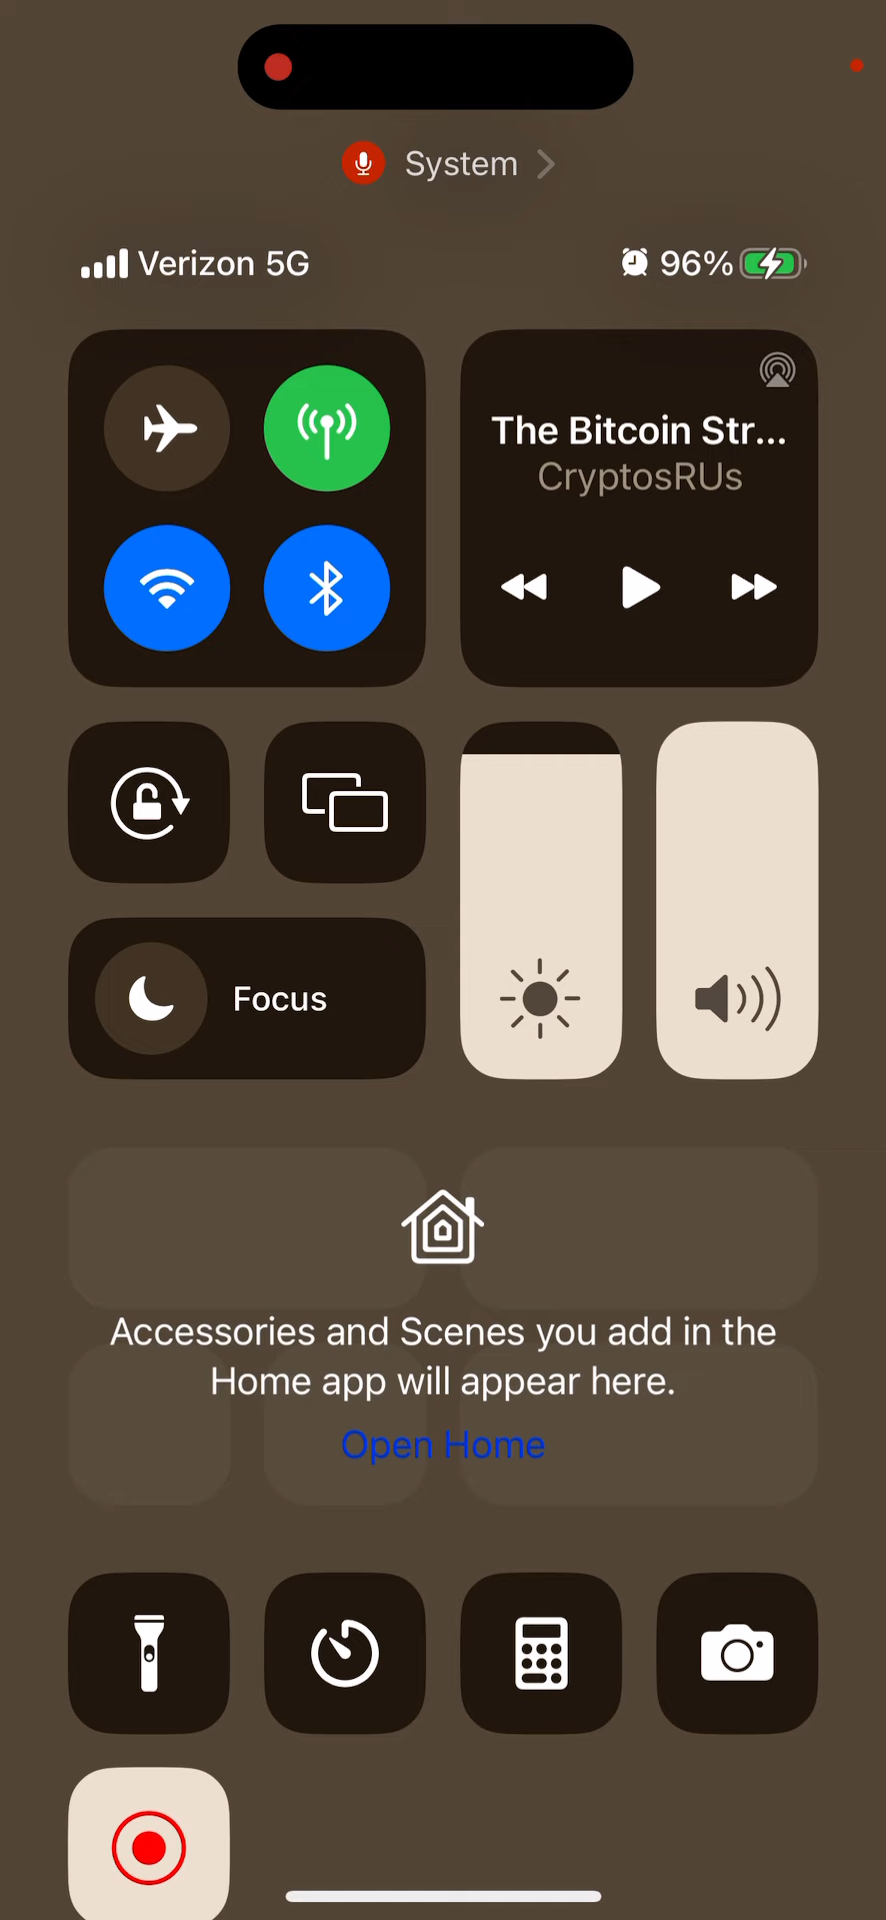 System
Verizon 5G
96%
The Bitcoin Str...
CryptosRUs
Focus
Accessories and Scenes you add in the
Home app will appear here.
Open Home